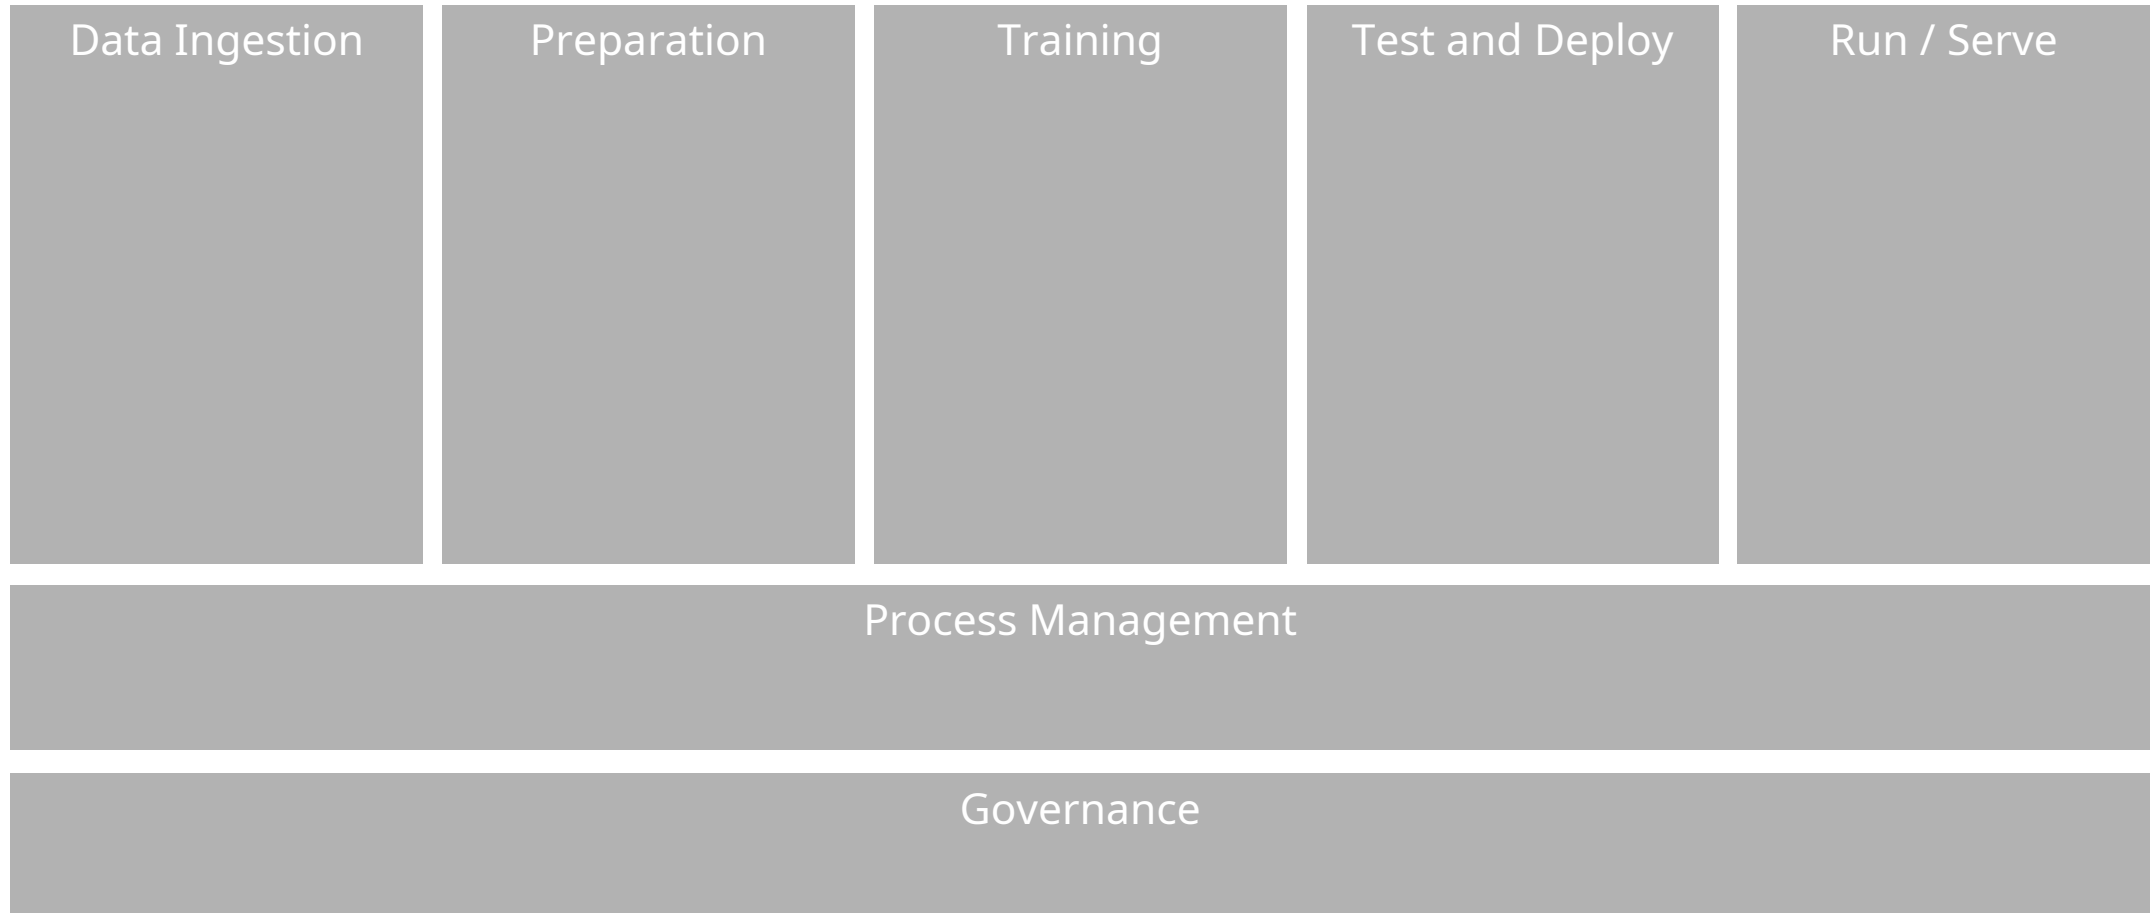 Data Ingestion
Preparation
Training
Test and Deploy
Run / Serve
Process Management
Governance